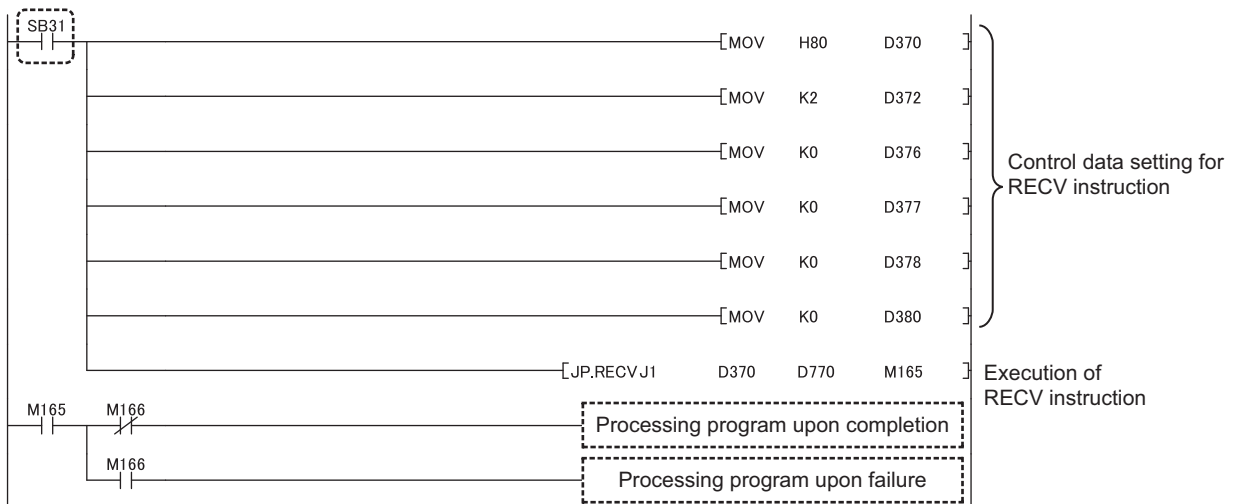 SB31
MOV H80 D370
MOV K2 D372
MOV K0 D376
MOV K0 D377
MOV K0 D378
MOV K0 D380
Control data setting for
RECV instruction
JP.RECV J1 D370 D770 M165
Execution of
RECV instruction
M165 M166
Processing program upon completion
M166
Processing program upon failure